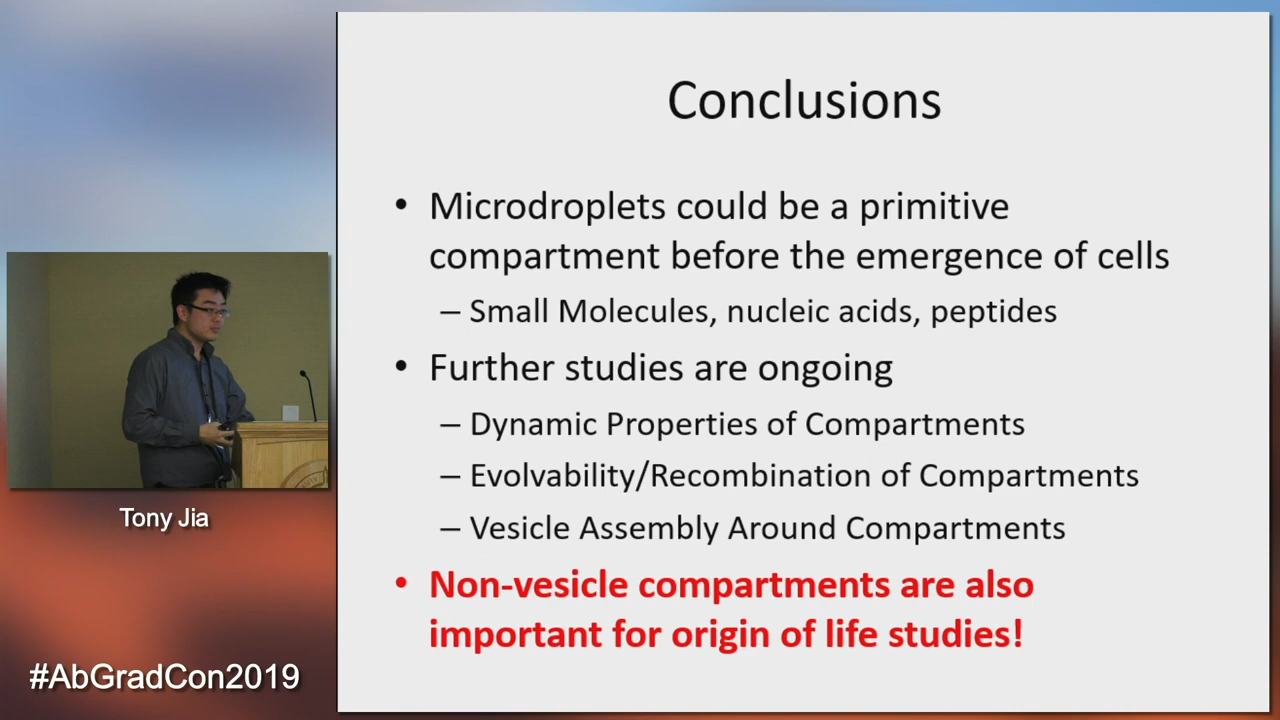 Conclusions
• Microdroplets could be a primitive
compartment before the emergence of cells
– Small Molecules, nucleic acids, peptides
• Further studies are ongoing
– Dynamic Properties of Compartments
– Evolvability/Recombination of Compartments
– Vesicle Assembly Around Compartments
• Non-vesicle compartments are also
important for origin of life studies!
Tony Jia
#AbGradCon2019